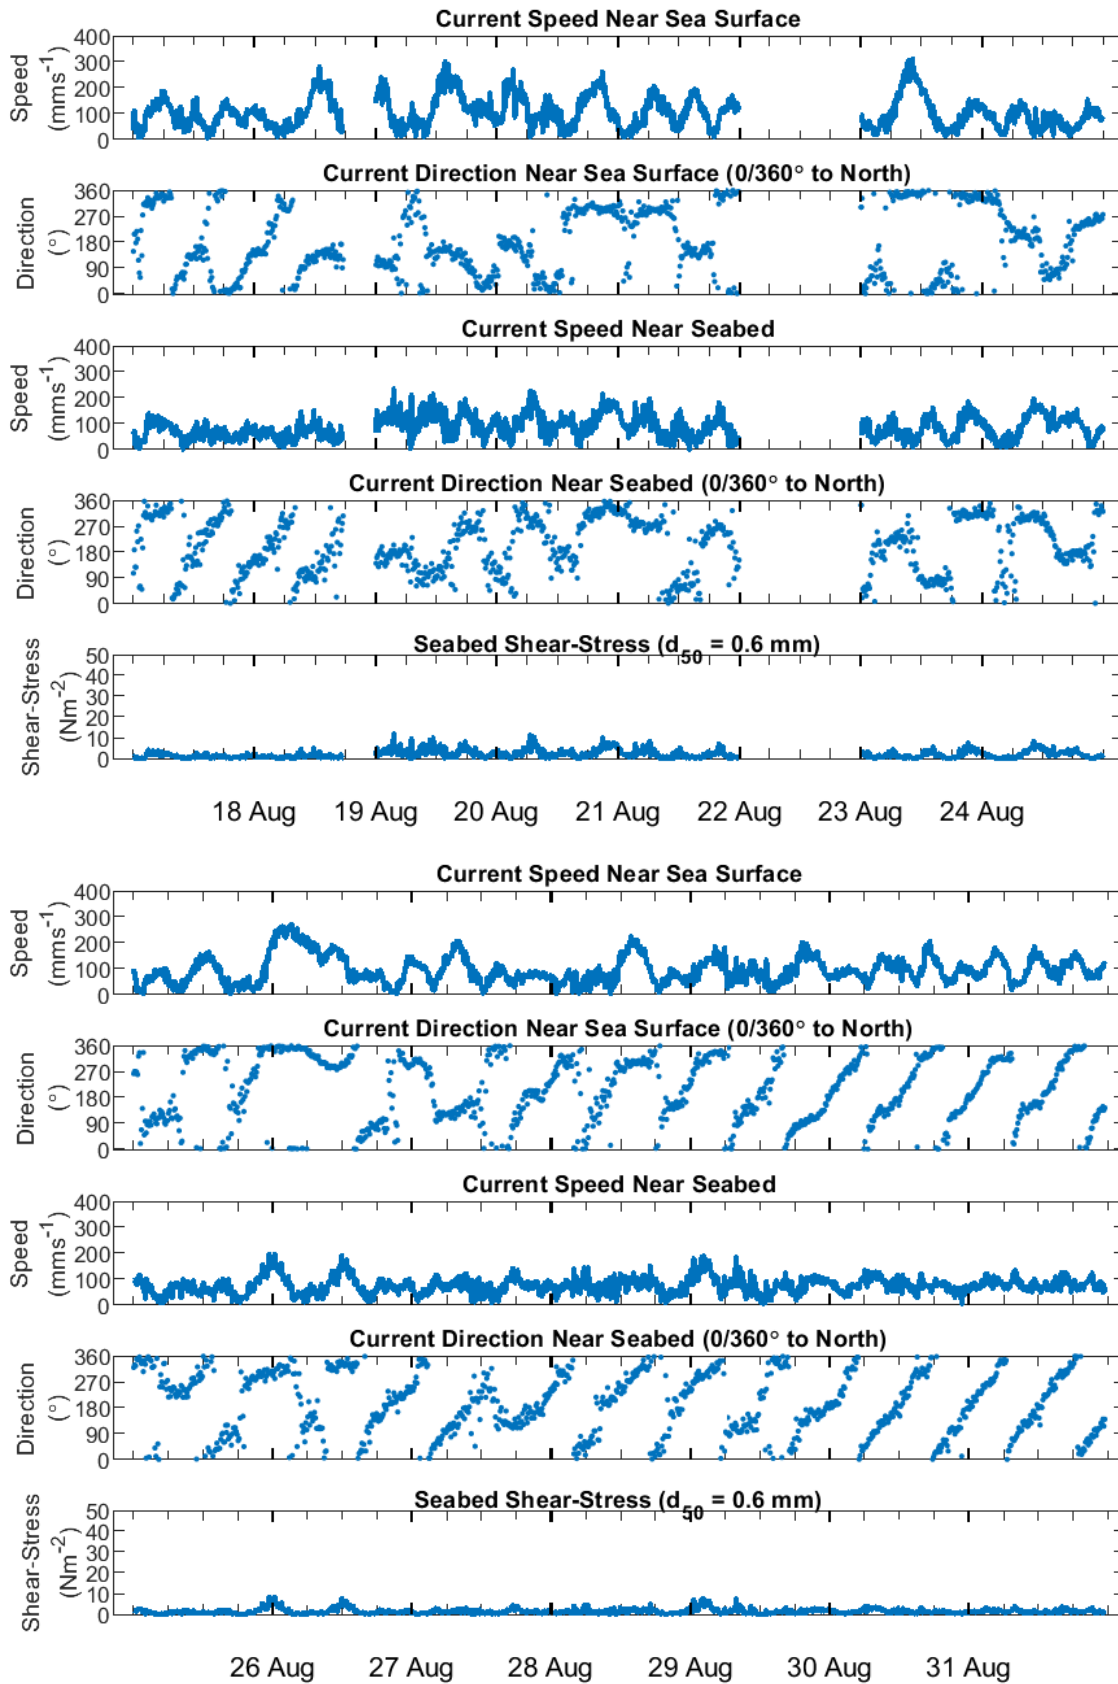 Current Speed Near Sea Surface
400
300
200
100
0
Speed
(mms⁻¹)
Current Direction Near Sea Surface (0/360° to North)
360
270
180
90
0
Direction
(°)
Current Speed Near Seabed
400
300
200
100
0
Speed
(mms⁻¹)
Current Direction Near Seabed (0/360° to North)
360
270
180
90
0
Direction
(°)
Seabed Shear-Stress (d₅₀ = 0.6 mm)
50
40
30
20
10
0
Shear-Stress
(Nm⁻²)
18 Aug 19 Aug 20 Aug 21 Aug 22 Aug 23 Aug 24 Aug
Current Speed Near Sea Surface
400
300
200
100
0
Speed
(mms⁻¹)
Current Direction Near Sea Surface (0/360° to North)
360
270
180
90
0
Direction
(°)
Current Speed Near Seabed
400
300
200
100
0
Speed
(mms⁻¹)
Current Direction Near Seabed (0/360° to North)
360
270
180
90
0
Direction
(°)
Seabed Shear-Stress (d₅₀ = 0.6 mm)
50
40
30
20
10
0
Shear-Stress
(Nm⁻²)
26 Aug 27 Aug 28 Aug 29 Aug 30 Aug 31 Aug